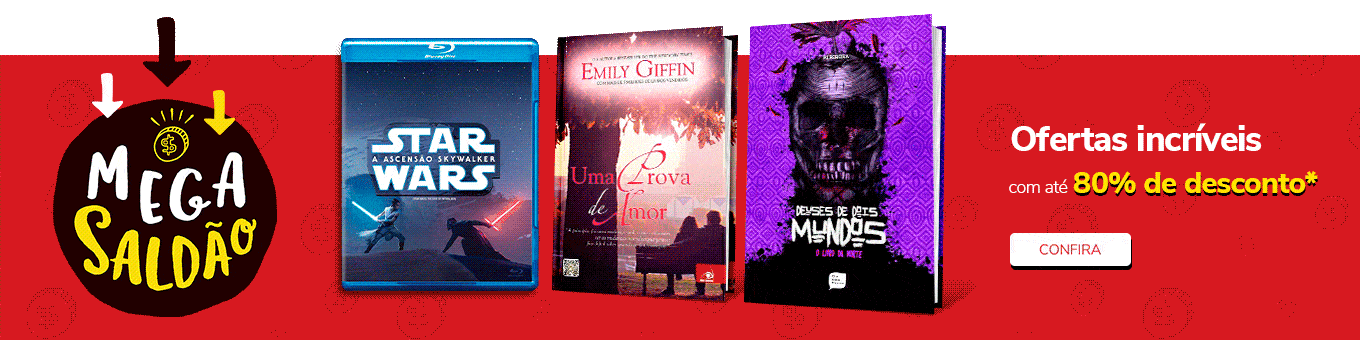 MEGA
SALDÃO
Blu-ray Disc
STAR
A ASCENSÃO SKYWALKER
WARS
EMILY GIFFIN
Uma Prova
de Amor
DEUSES DE DOIS
MUNDOS
O LIVRO DA MORTE
Ofertas incríveis
com até 80% de desconto*
CONFIRA